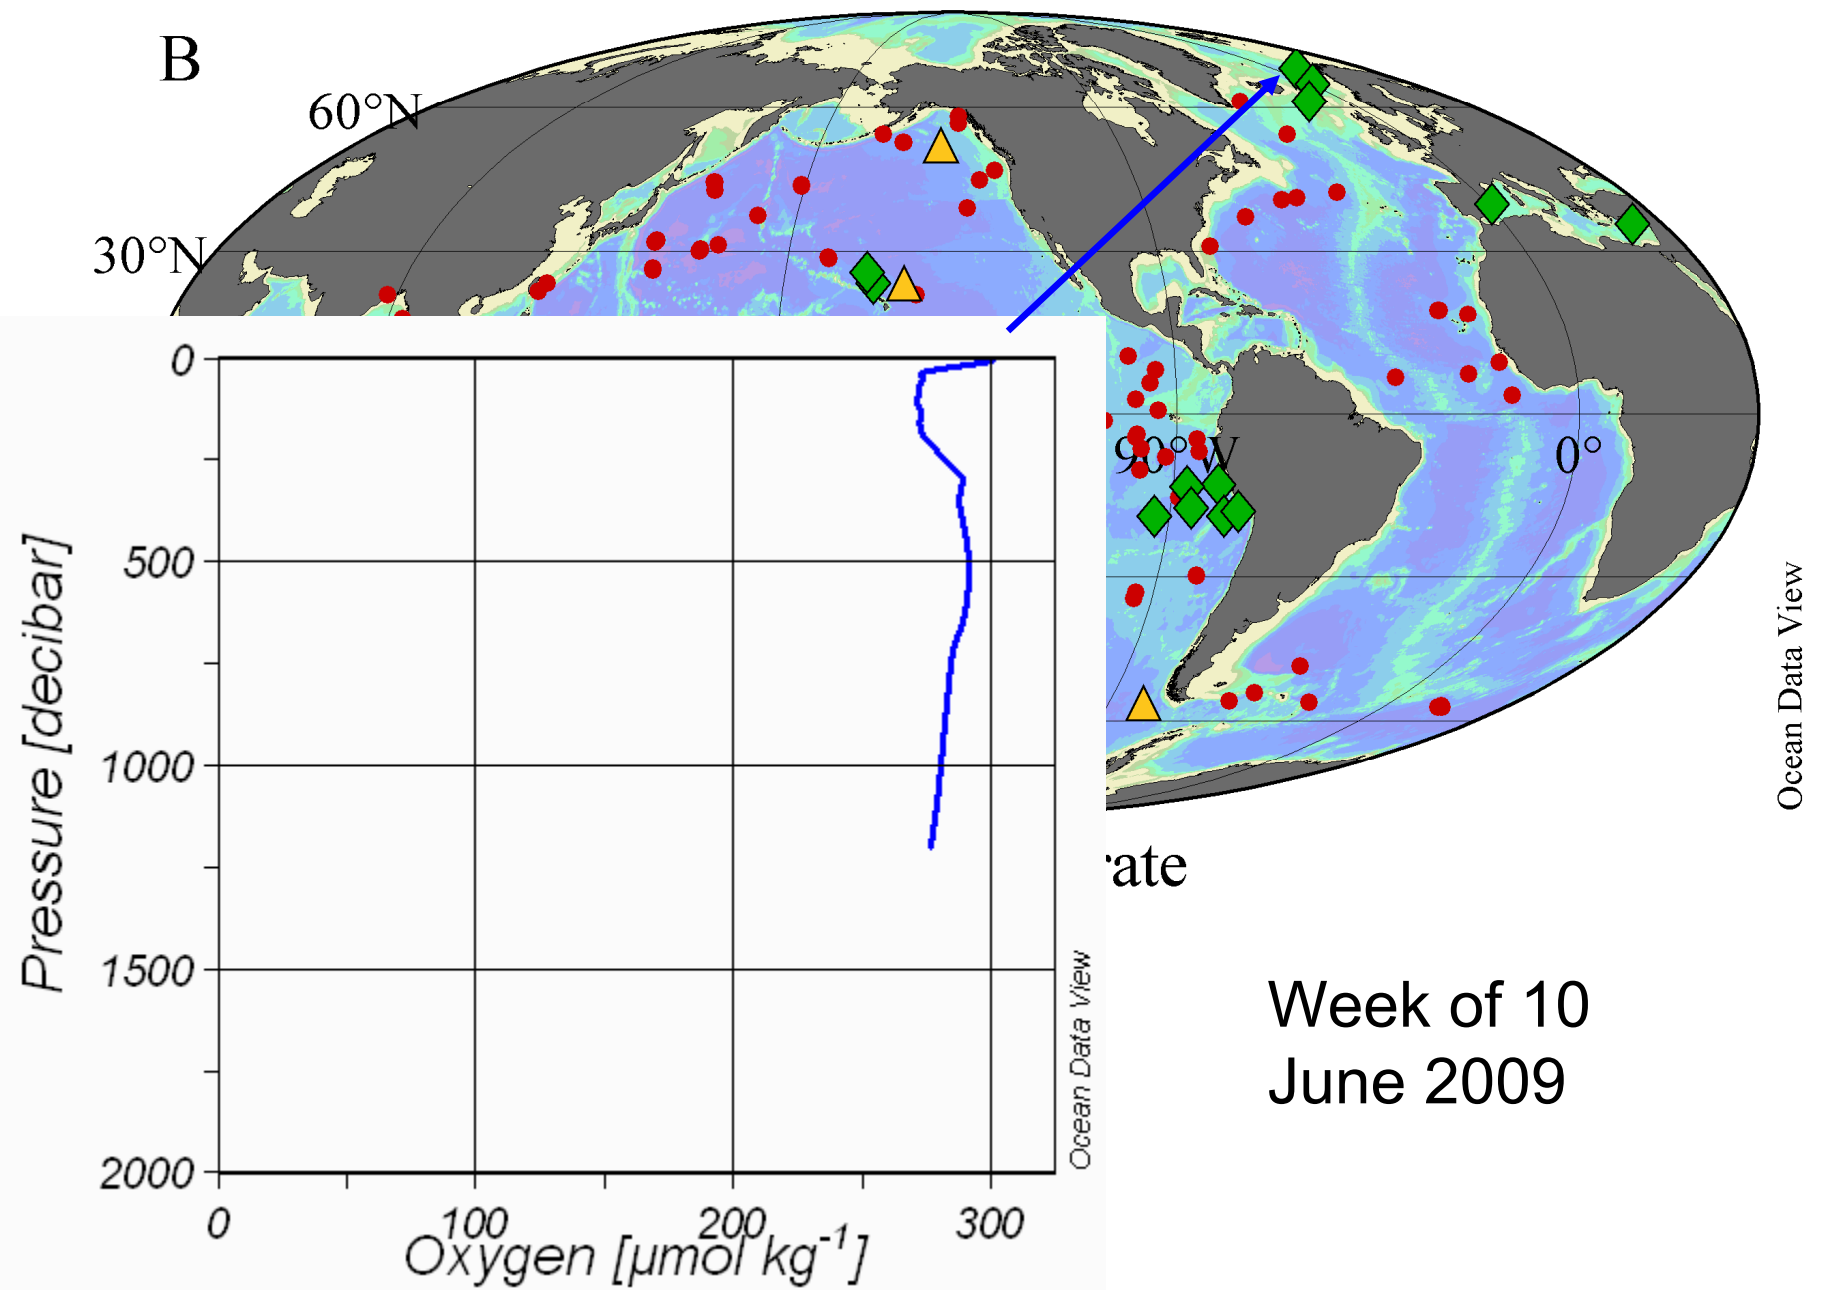 B
60°N
30°N
90°W
0°
Ocean Data View
rate
0
500
1000
1500
2000
Pressure [decibar]
0 100 200 300
Oxygen [µmol kg⁻¹]
Ocean Data View
Week of 10
June 2009